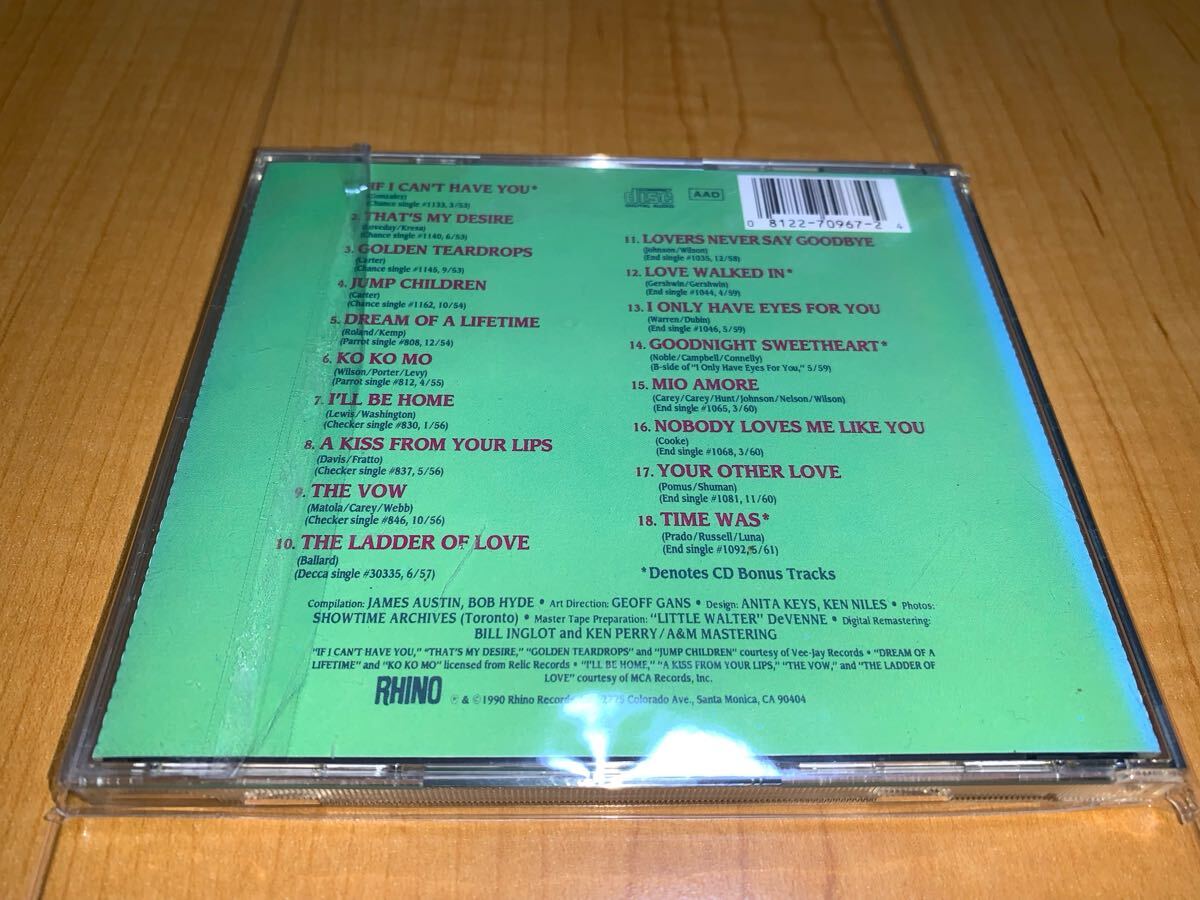 IF I CAN'T HAVE YOU*
(Gonzalez)
(Chance single #1133, 3/53)
2. THAT'S MY DESIRE
(Loveday/Kresa)
(Chance single #1140, 6/53)
3. GOLDEN TEARDROPS
(Carter)
(Chance single #1145, 9/53)
4. JUMP CHILDREN
(Carter)
(Chance single #1162, 10/54)
5. DREAM OF A LIFETIME
(Roland/Kemp)
(Parrot single #808, 12/54)
6. KO KO MO
(Wilson/Porter/Levy)
(Parrot single #812, 4/55)
7. I'LL BE HOME
(Lewis/Washington)
(Checker single #830, 1/56)
8. A KISS FROM YOUR LIPS
(Davis/Fratto)
(Checker single #837, 5/56)
9. THE VOW
(Matola/Carey/Webb)
(Checker single #846, 10/56)
10. THE LADDER OF LOVE
(Ballard)
(Decca single #30335, 6/57)
disc
DIGITAL AUDIO
AAD
0 8122-70967-2 4
11. LOVERS NEVER SAY GOODBYE
(Johnson/Wilson)
(End single #1035, 12/58)
12. LOVE WALKED IN*
(Gershwin/Gershwin)
(End single #1044, 4/59)
13. I ONLY HAVE EYES FOR YOU
(Warren/Dubin)
(End single #1046, 5/59)
14. GOODNIGHT SWEETHEART*
(Noble/Campbell/Connelly)
(B-side of "I Only Have Eyes For You," 5/59)
15. MIO AMORE
(Carey/Carey/Hunt/Johnson/Nelson/Wilson)
(End single #1065, 3/60)
16. NOBODY LOVES ME LIKE YOU
(Cooke)
(End single #1068, 3/60)
17. YOUR OTHER LOVE
(Pomus/Shuman)
(End single #1081, 11/60)
18. TIME WAS*
(Prado/Russell/Luna)
(End single #1092, 5/61)
*Denotes CD Bonus Tracks
Compilation: JAMES AUSTIN, BOB HYDE • Art Direction: GEOFF GANS • Design: ANITA KEYS, KEN NILES • Photos:
SHOWTIME ARCHIVES (Toronto) • Master Tape Preparation: "LITTLE WALTER" DeVENNE • Digital Remastering:
BILL INGLOT and KEN PERRY/A&M MASTERING
"IF I CAN'T HAVE YOU," "THAT'S MY DESIRE," "GOLDEN TEARDROPS" and "JUMP CHILDREN" courtesy of Vee-Jay Records • "DREAM OF A
LIFETIME" and "KO KO MO" licensed from Relic Records • "I'LL BE HOME," "A KISS FROM YOUR LIPS," "THE VOW," and "THE LADDER OF
LOVE" courtesy of MCA Records, Inc.
RHINO ℗ & © 1990 Rhino Records 2225 Colorado Ave., Santa Monica, CA 90404